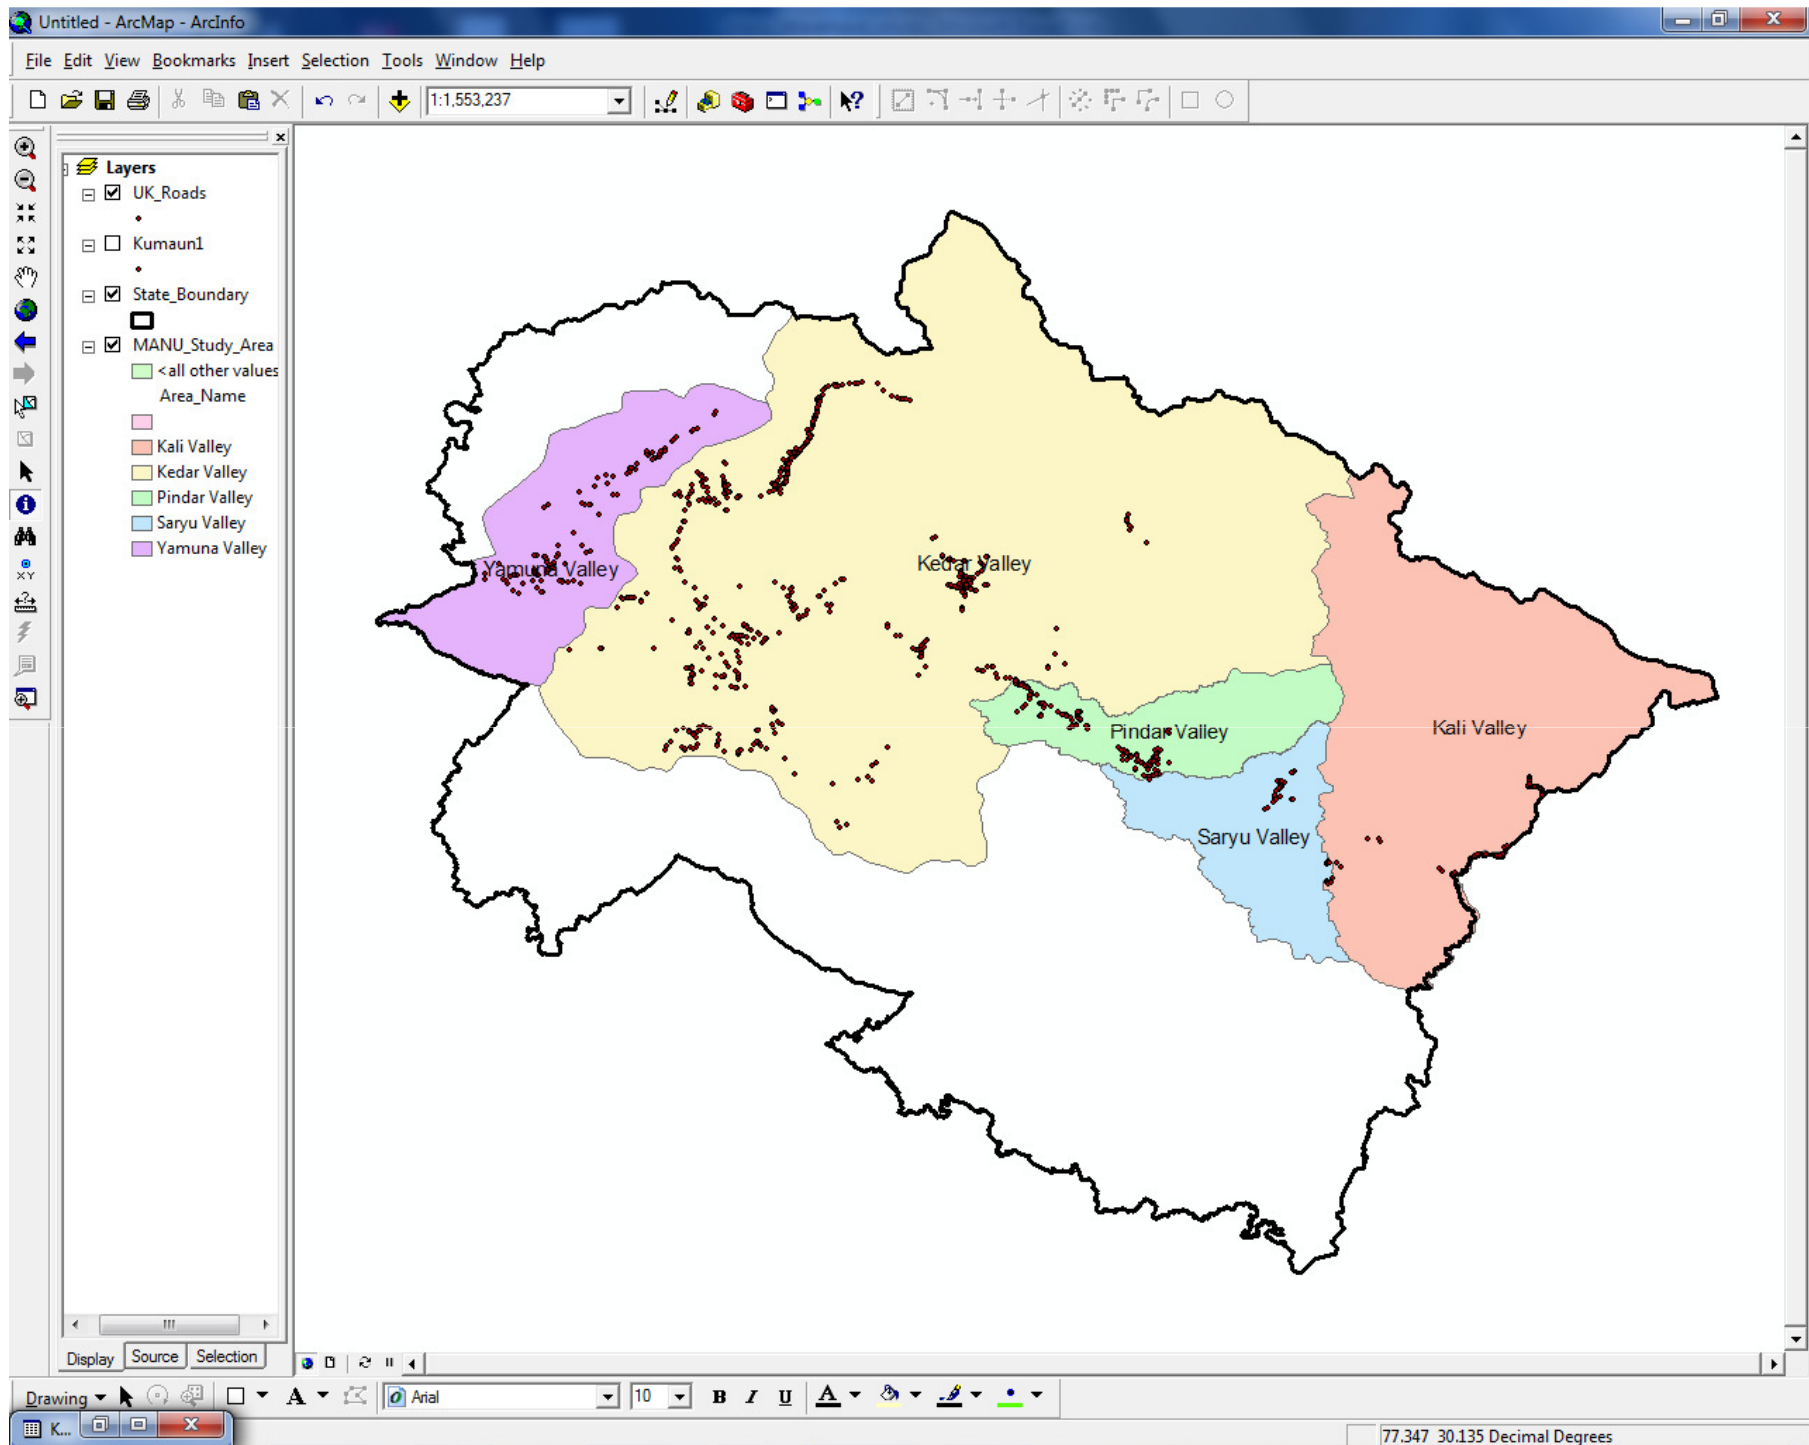 Untitled - ArcMap - ArcInfo
File Edit View Bookmarks Insert Selection Tools Window Help
1:1,553,237
Layers
UK_Roads
Kumaun1
State_Boundary
MANU_Study_Area
<all other values
Area_Name
Kali Valley
Kedar Valley
Pindar Valley
Saryu Valley
Yamuna Valley
Yamuna Valley
Kedar Valley
Pindar Valley
Kali Valley
Saryu Valley
Display Source Selection
Drawing A Arial 10 B I U A
K...
77.347 30.135 Decimal Degrees